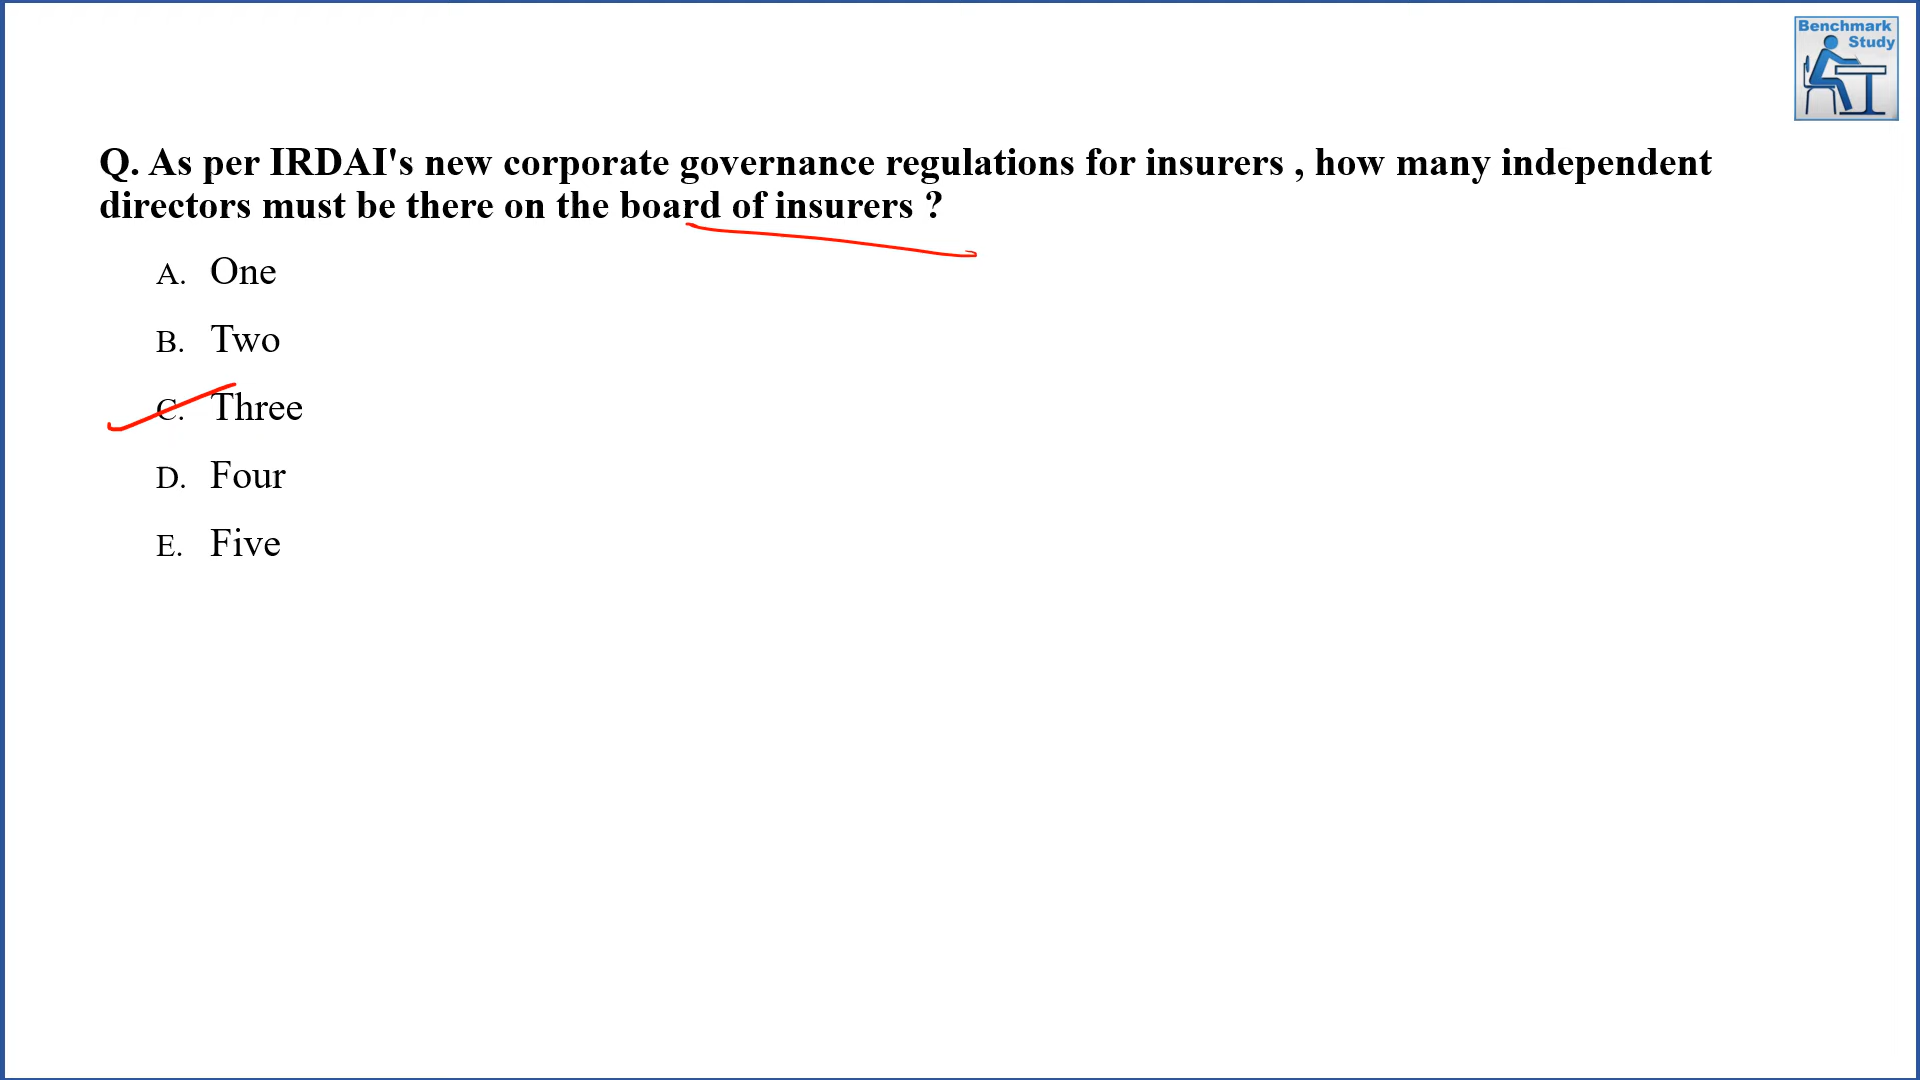 Benchmark
Study
Q. As per IRDAI's new corporate governance regulations for insurers , how many independent
directors must be there on the board of insurers ?
A. One
B. Two
C. Three
D. Four
E. Five